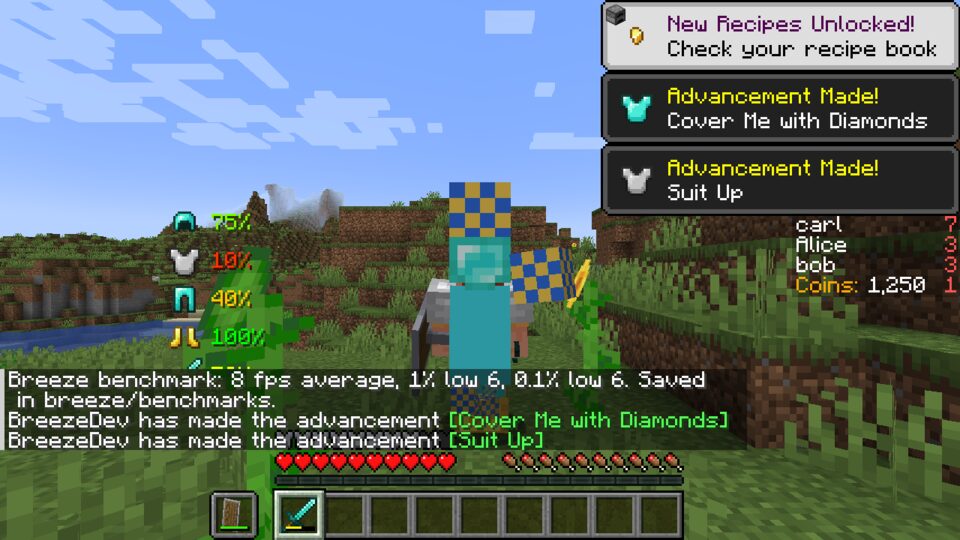 New Recipes Unlocked!
Check your recipe book
Advancement Made!
Cover Me with Diamonds
Advancement Made!
Suit Up
carl 7
Alice 3
bob 3
Coins: 1,250 1
75%
10%
40%
100%
Breeze benchmark: 8 fps average, 1% low 6, 0.1% low 6. Saved
in breeze/benchmarks.
BreezeDev has made the advancement [Cover Me with Diamonds]
BreezeDev has made the advancement [Suit Up]